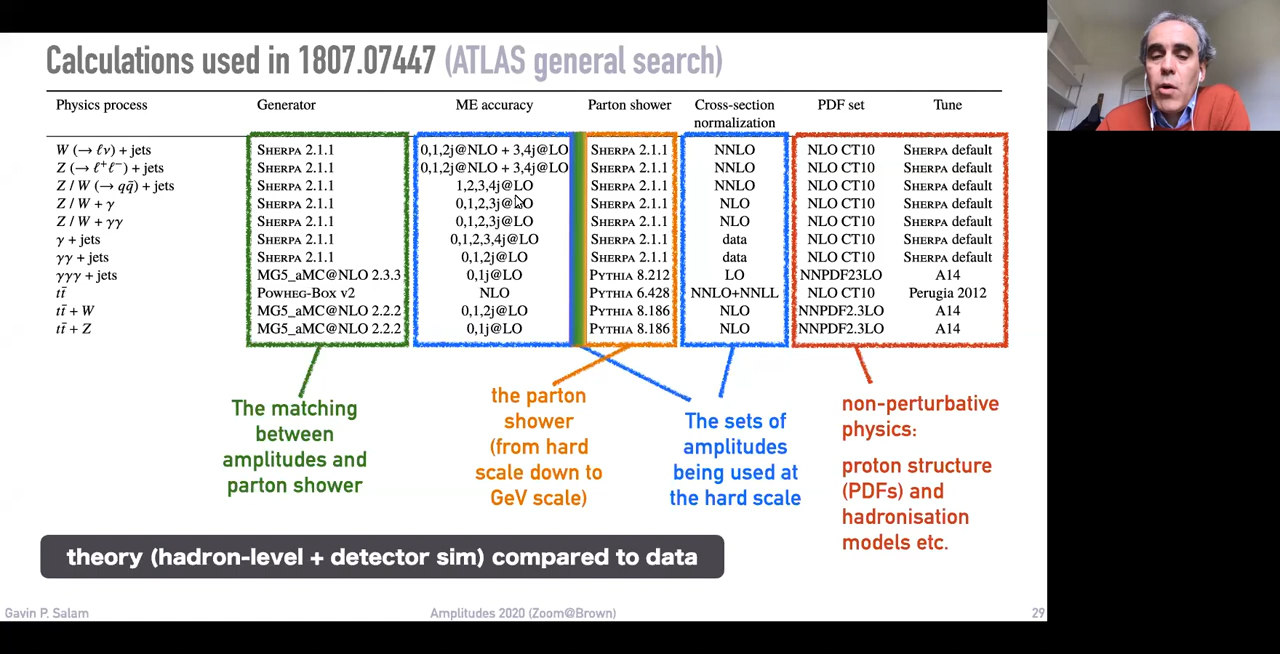 Calculations used in 1807.07447 (ATLAS general search)
Physics process Generator ME accuracy Parton shower Cross-section normalization PDF set Tune
W (→ ℓν) + jets SHERPA 2.1.1 0,1,2j@NLO + 3,4j@LO SHERPA 2.1.1 NNLO NLO CT10 SHERPA default
Z (→ ℓ⁺ℓ⁻) + jets SHERPA 2.1.1 0,1,2j@NLO + 3,4j@LO SHERPA 2.1.1 NNLO NLO CT10 SHERPA default
Z / W (→ qq̄) + jets SHERPA 2.1.1 1,2,3,4j@LO SHERPA 2.1.1 NNLO NLO CT10 SHERPA default
Z / W + γ SHERPA 2.1.1 0,1,2,3j@LO SHERPA 2.1.1 NLO NLO CT10 SHERPA default
Z / W + γγ SHERPA 2.1.1 0,1,2,3j@LO SHERPA 2.1.1 NLO NLO CT10 SHERPA default
γ + jets SHERPA 2.1.1 0,1,2,3,4j@LO SHERPA 2.1.1 data NLO CT10 SHERPA default
γγ + jets SHERPA 2.1.1 0,1,2j@LO SHERPA 2.1.1 data NLO CT10 SHERPA default
γγγ + jets MG5_aMC@NLO 2.3.3 0,1j@LO PYTHIA 8.212 LO NNPDF23LO A14
tt̄ POWHEG-BOX v2 NLO PYTHIA 6.428 NNLO+NNLL NLO CT10 Perugia 2012
tt̄ + W MG5_aMC@NLO 2.2.2 0,1,2j@LO PYTHIA 8.186 NLO NNPDF2.3LO A14
tt̄ + Z MG5_aMC@NLO 2.2.2 0,1j@LO PYTHIA 8.186 NLO NNPDF2.3LO A14
The matching
between
amplitudes and
parton shower
the parton
shower
(from hard
scale down to
GeV scale)
The sets of
amplitudes
being used at
the hard scale
non-perturbative
physics:
proton structure
(PDFs) and
hadronisation
models etc.
theory (hadron-level + detector sim) compared to data
Gavin P. Salam Amplitudes 2020 (Zoom@Brown) 29